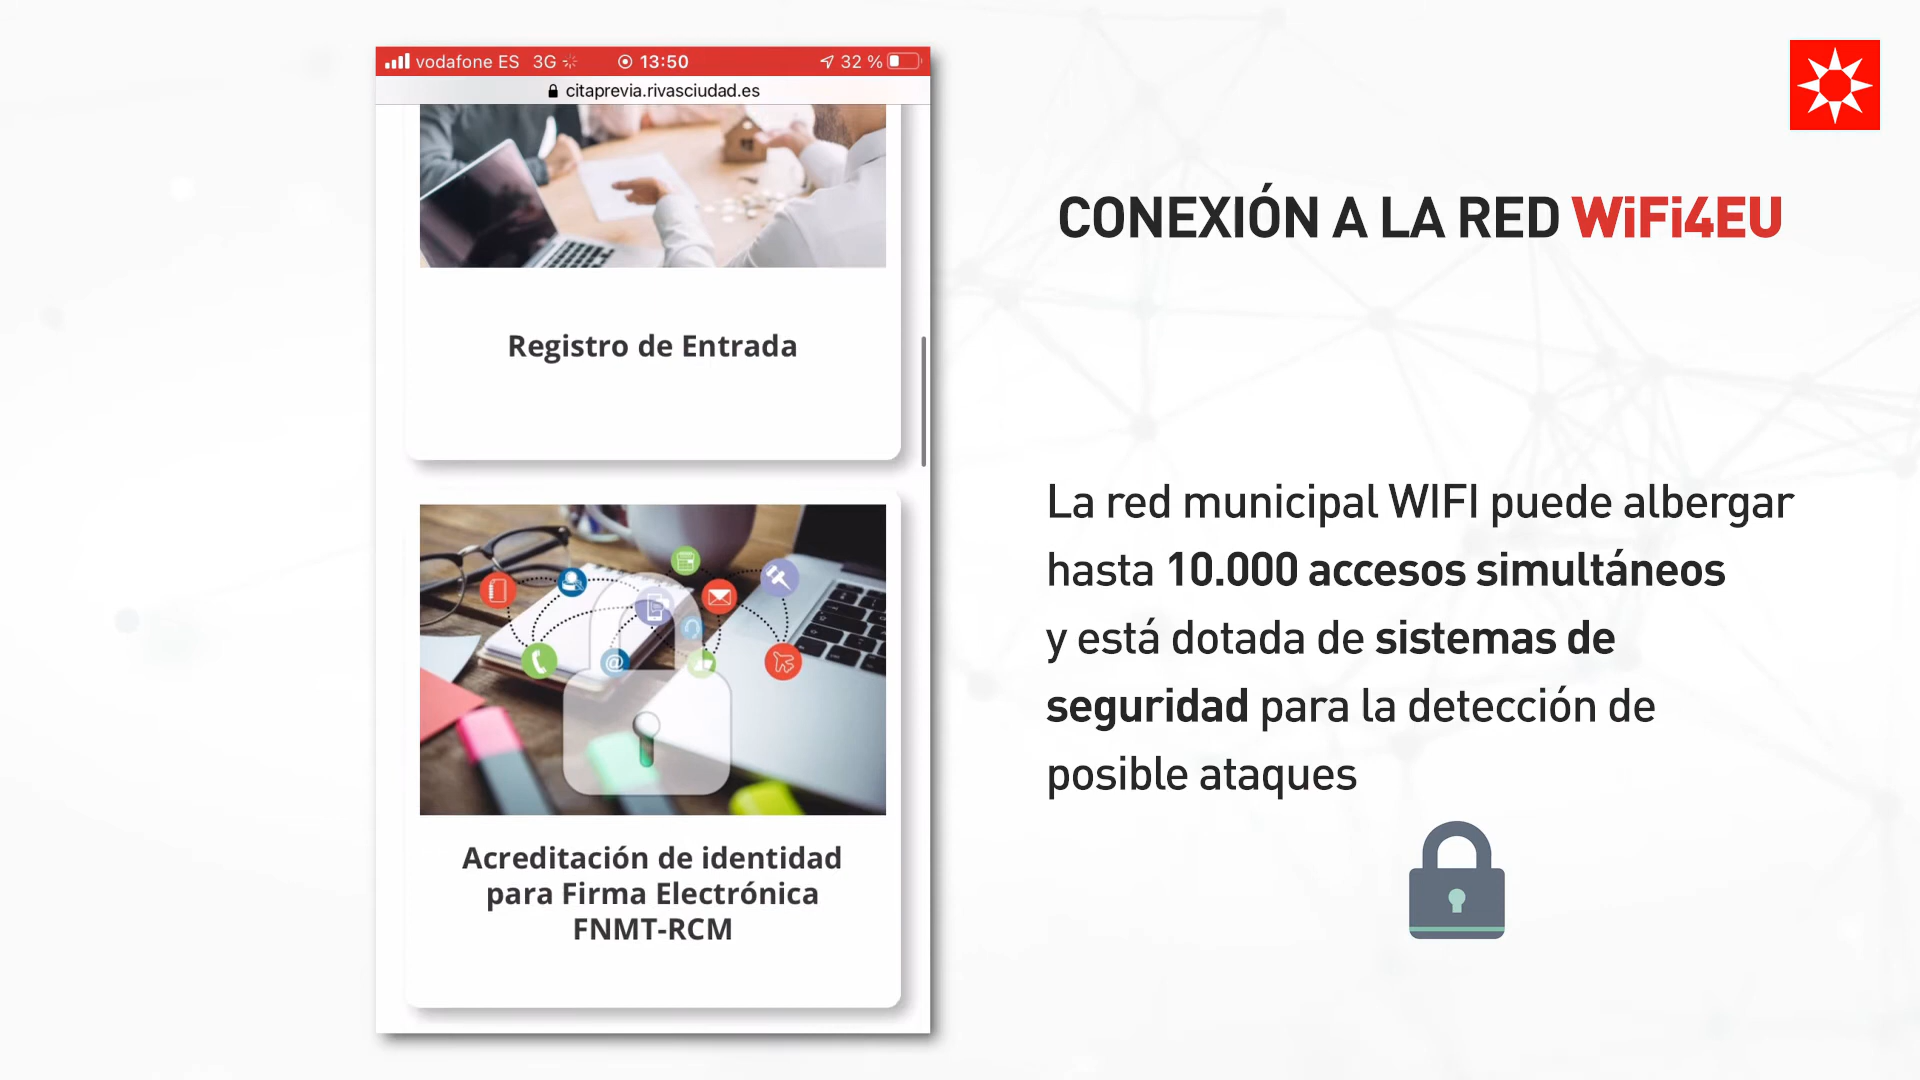 vodafone ES 3G 13:50 32 %
citaprevia.rivasciudad.es
Registro de Entrada
@
Acreditación de identidad
para Firma Electrónica
FNMT-RCM
CONEXIÓN A LA RED WiFi4EU
La red municipal WIFI puede albergar
hasta 10.000 accesos simultáneos
y está dotada de sistemas de
seguridad para la detección de
posible ataques